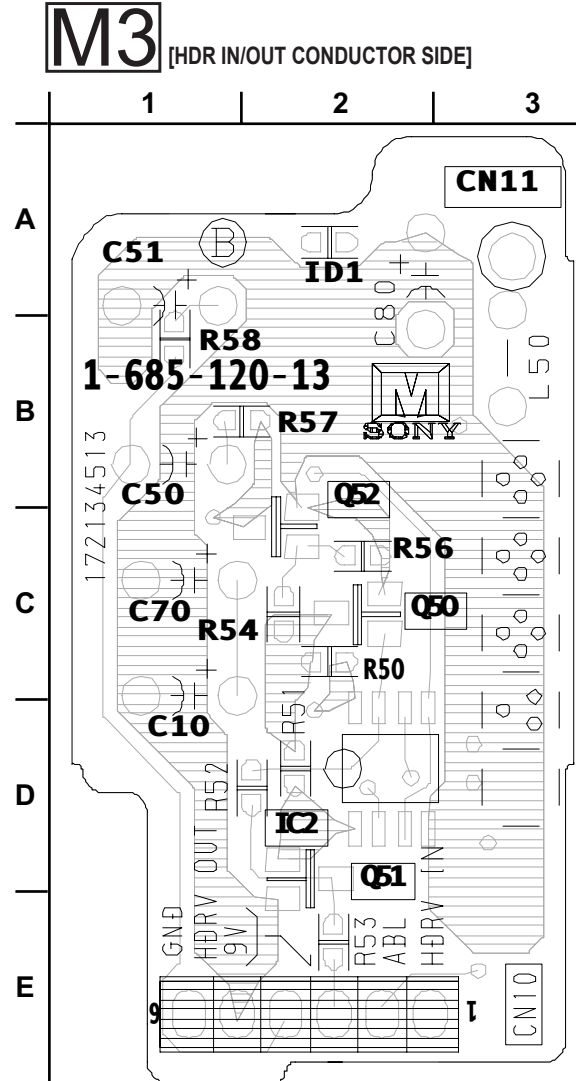 M3 [HDR IN/OUT CONDUCTOR SIDE]
1 2 3
A
B
C
D
E
CN11
C51
B
ID1
C80
L50
R58
1-685-120-13
M
SONY
R57
172134513
C50
Q52
R56
C70
R54
Q50
R50
C10
R51
R52
IC2
Q51
GND
HDRV OUT
9V
R53
ABL
HDRV IN
6
1
CN10